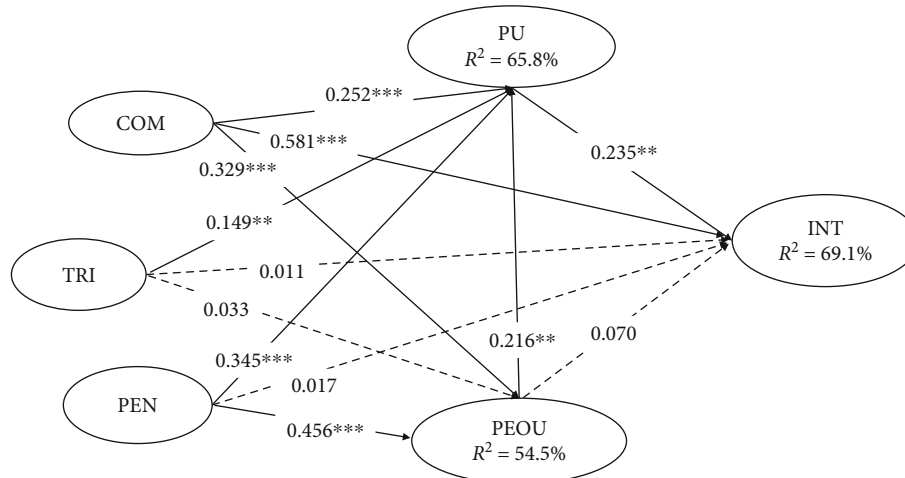 PU
R² = 65.8%
0.252***
COM
0.581***
0.235**
0.329***
INT
R² = 69.1%
0.149**
TRI
0.011
0.033
0.070
0.216**
0.345***
0.017
PEN
PEOU
R² = 54.5%
0.456***